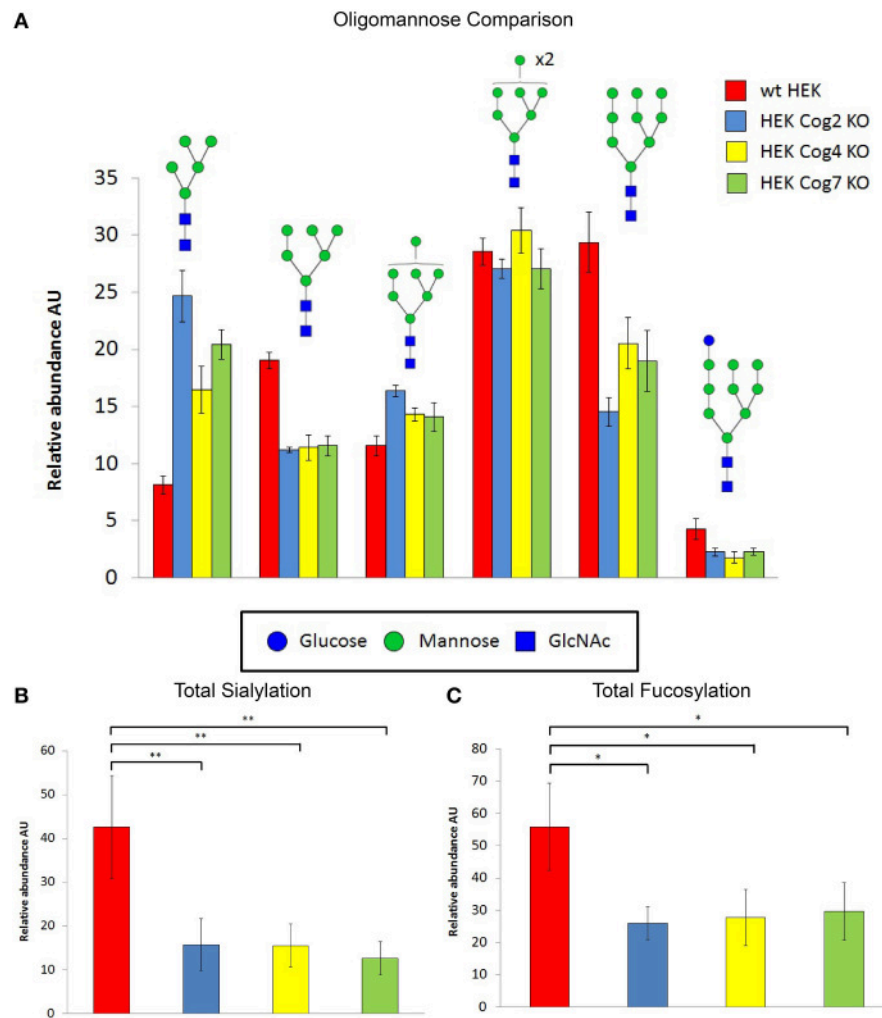 A
Oligomannose Comparison
x2
wt HEK
HEK Cog2 KO
HEK Cog4 KO
HEK Cog7 KO
Relative abundance AU
35
30
25
20
15
10
5
0
Glucose
Mannose
GlcNAc
B
Total Sialylation
**
**
**
Relative abundance AU
60
50
40
30
20
10
0
C
Total Fucosylation
*
*
*
Relative abundance AU
80
70
60
50
40
30
20
10
0